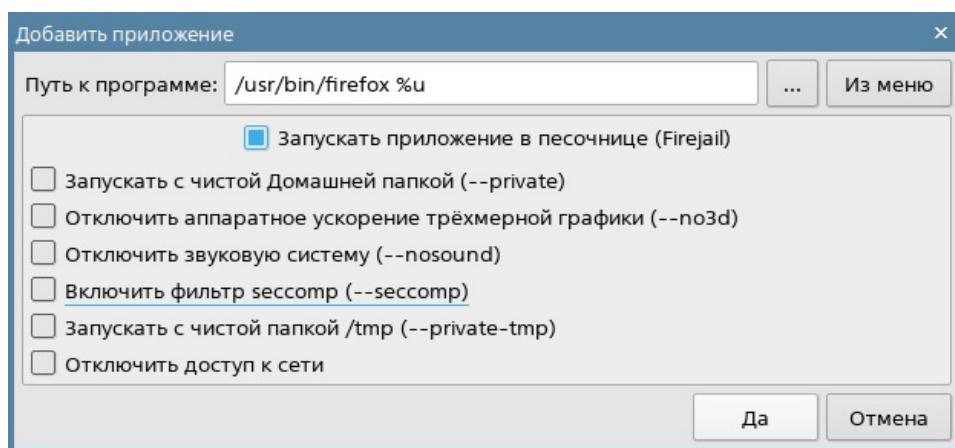 Добавить приложение ×
Путь к программе: /usr/bin/firefox %u ... Из меню
Запускать приложение в песочнице (Firejail)
Запускать с чистой Домашней папкой (--private)
Отключить аппаратное ускорение трёхмерной графики (--no3d)
Отключить звуковую систему (--nosound)
Включить фильтр seccomp (--seccomp)
Запускать с чистой папкой /tmp (--private-tmp)
Отключить доступ к сети
Да Отмена